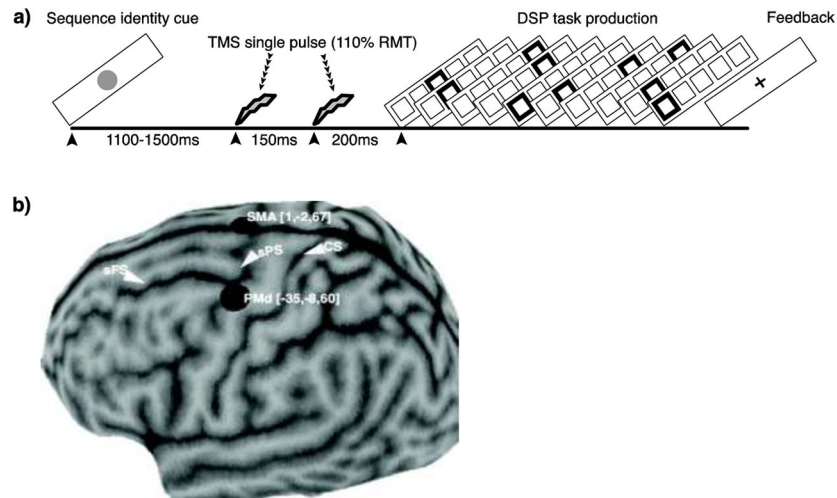 a)
Sequence identity cue
TMS single pulse (110% RMT)
DSP task production
Feedback
1100-1500ms
150ms
200ms
b)
SMA [1,-2,67]
sPS
CS
sFS
PMd [-35,-8,60]